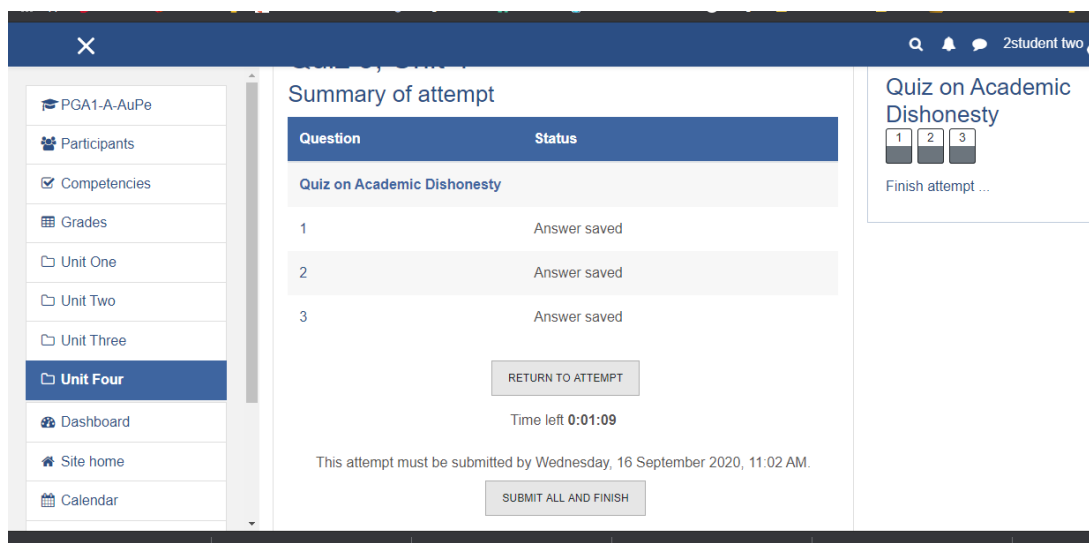 2student two
PGA1-A-AuPe
Participants
Competencies
Grades
Unit One
Unit Two
Unit Three
Unit Four
Dashboard
Site home
Calendar
Summary of attempt
Question Status
Quiz on Academic Dishonesty
1 Answer saved
2 Answer saved
3 Answer saved
RETURN TO ATTEMPT
Time left 0:01:09
This attempt must be submitted by Wednesday, 16 September 2020, 11:02 AM.
SUBMIT ALL AND FINISH
Quiz on Academic
Dishonesty
1 2 3
Finish attempt ...